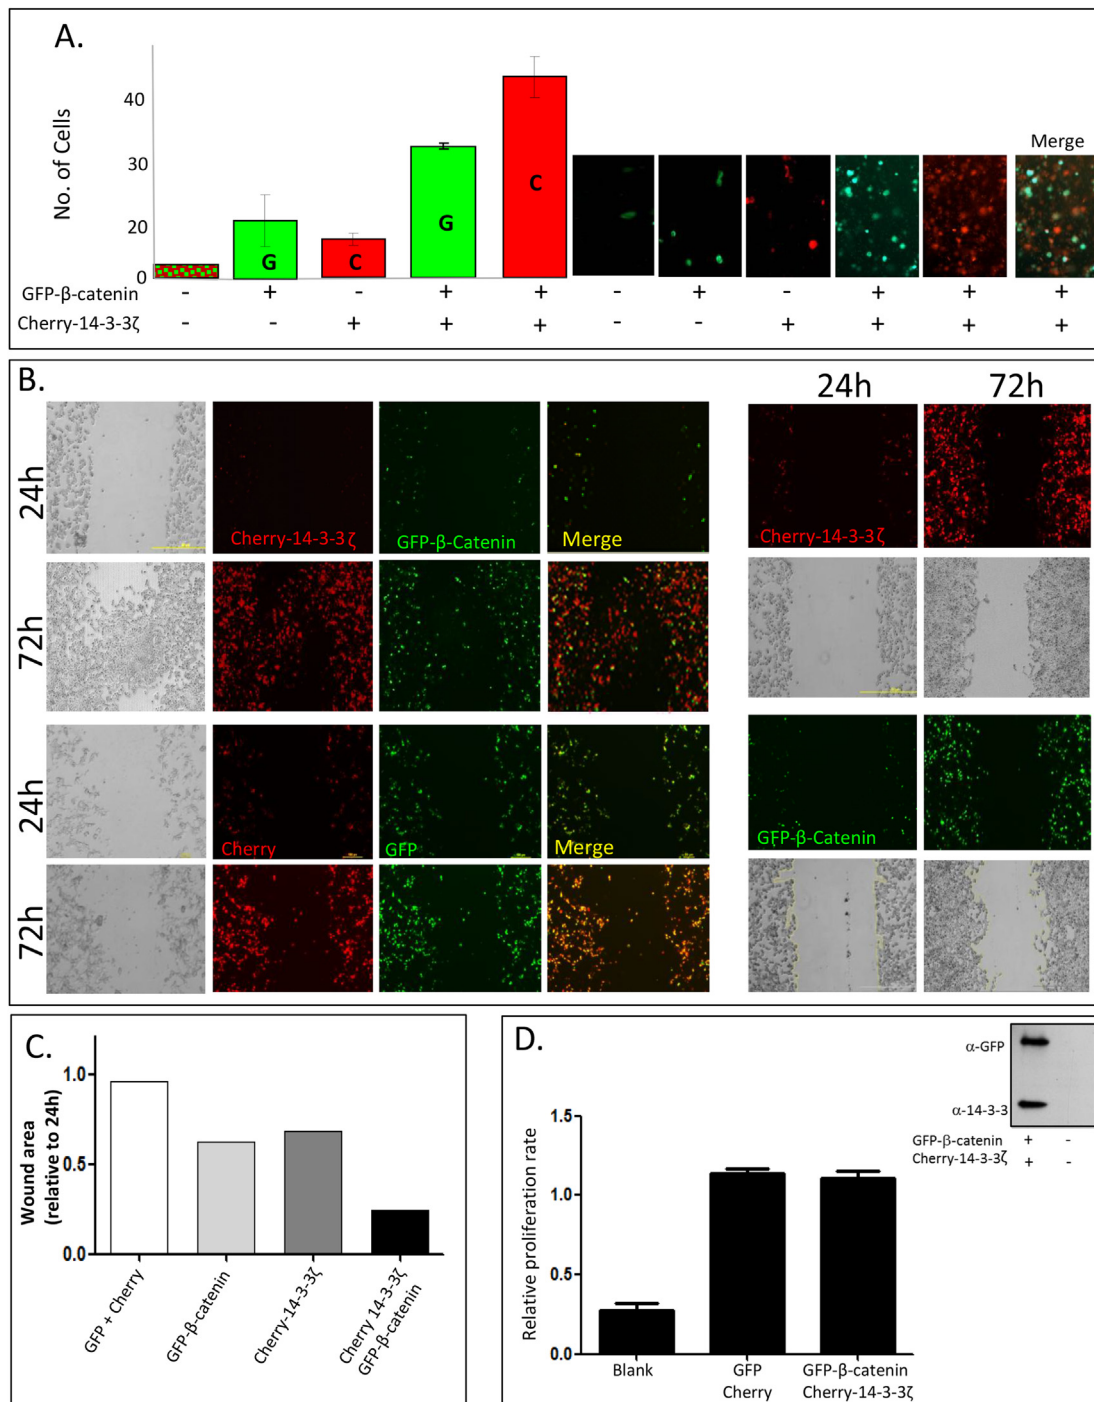 A.
No. of Cells
40
30
20
0
G
C
G
C
Merge
GFP-β-catenin - + - + + - + - + + +
Cherry-14-3-3ζ - - + + + - - + + + +
B.
24h 72h
24h
Cherry-14-3-3ζ
GFP-β-Catenin
Merge
Cherry-14-3-3ζ
72h
24h
Cherry
GFP
Merge
GFP-β-Catenin
72h
C.
Wound area
(relative to 24h)
1.0
0.5
0.0
GFP + Cherry
GFP-β-catenin
Cherry-14-3-3ζ
Cherry 14-3-3ζ
GFP-β-catenin
D.
α-GFP
α-14-3-3
GFP-β-catenin + -
Cherry-14-3-3ζ + -
Relative proliferation rate
1.5
1.0
0.5
0.0
Blank
GFP
Cherry
GFP-β-catenin
Cherry-14-3-3ζ